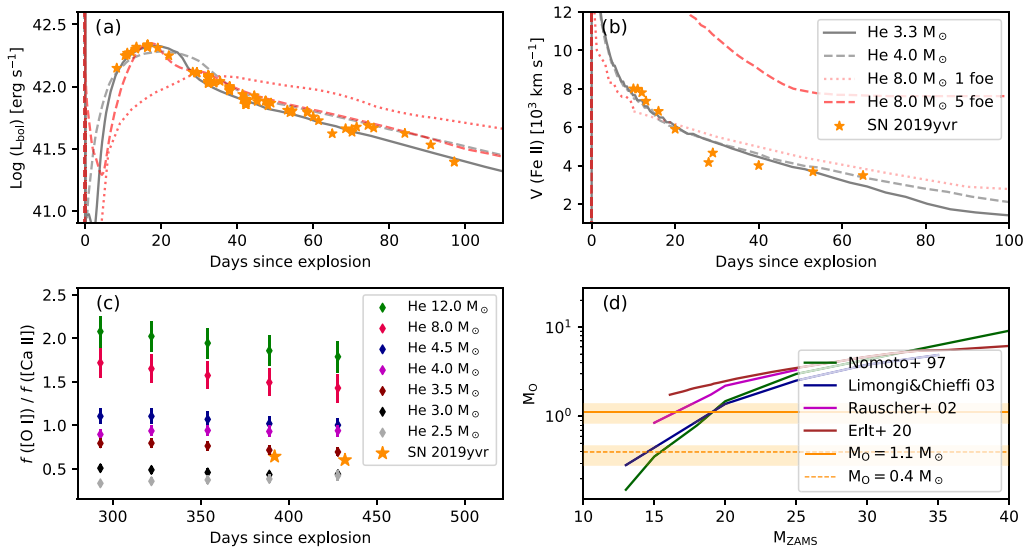 (a)
Log (L_bol)) [erg s⁻¹]
42.5
42.0
41.5
41.0
0 20 40 60 80 100
Days since explosion
(b)
V (Fe II) [10³ km s⁻¹]
12
10
8
6
4
2
0 20 40 60 80 100
Days since explosion
He 3.3 M⊙
He 4.0 M⊙
He 8.0 M⊙ 1 foe
He 8.0 M⊙ 5 foe
SN 2019yvr
(c)
f([O I]) / f([Ca II])
2.5
2.0
1.5
1.0
0.5
300 350 400 450 500
Days since explosion
He 12.0 M⊙
He 8.0 M⊙
He 4.5 M⊙
He 4.0 M⊙
He 3.5 M⊙
He 3.0 M⊙
He 2.5 M⊙
SN 2019yvr
(d)
M_O
10¹
10⁰
10 15 20 25 30 35 40
M_ZAMS
Nomoto+ 97
Limongi&Chieffi 03
Rauscher+ 02
Erlt+ 20
M_O = 1.1 M⊙
M_O = 0.4 M⊙